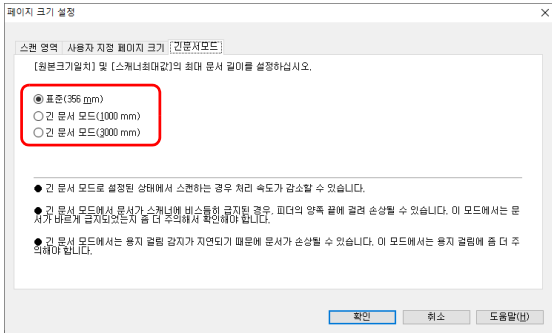 페이지 크기 설정
스캔 영역 사용자 지정 페이지 크기 긴문서모드
[원본크기일치] 및 [스캐너최대값]의 최대 문서 길이를 설정하십시오.
표준(356 mm)
긴 문서 모드(1000 mm)
긴 문서 모드(3000 mm)
● 긴 문서 모드로 설정된 상태에서 스캔하는 경우 처리 속도가 감소할 수 있습니다.
● 긴 문서 모드에서 문서가 스캐너에 비스듬히 급지된 경우, 피더의 양쪽 끝에 걸려 손상될 수 있습니다. 이 모드에서는 문
서가 바르게 급지되었는지 좀 더 주의해서 확인해야 합니다.
● 긴 문서 모드에서는 용지 걸림 감지가 지연되기 때문에 문서가 손상될 수 있습니다. 이 모드에서는 용지 걸림에 좀 더 주
의해야 합니다.
확인 취소 도움말(H)